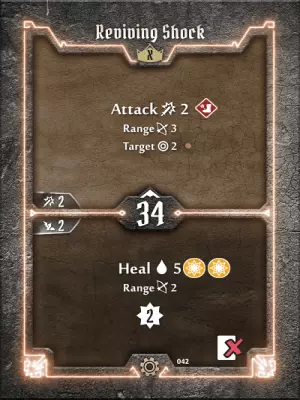 Reviving Shock
X
Attack 2
Range 3
Target 2
2
34
2
Heal 5
Range 2
2
042